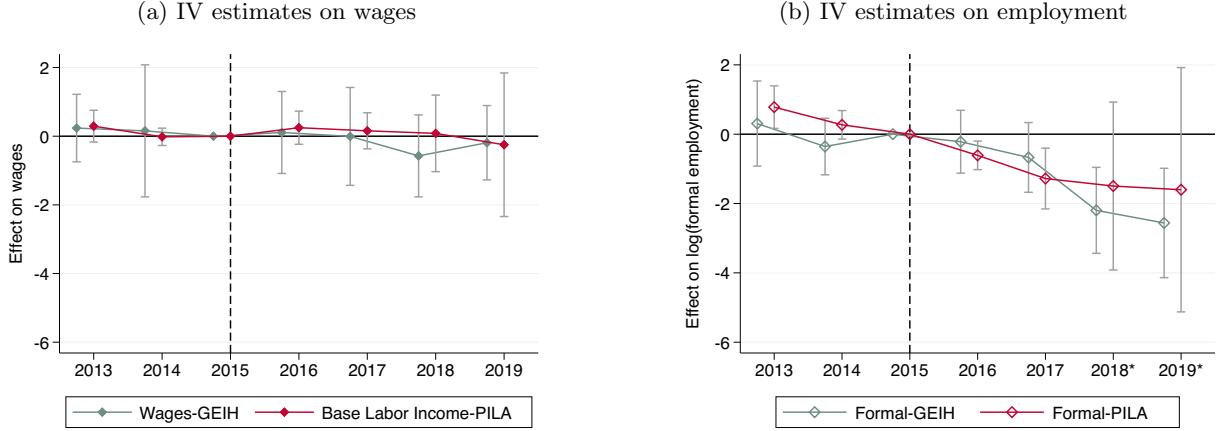 (a) IV estimates on wages
Effect on wages
2
0
-2
-4
-6
2013 2014 2015 2016 2017 2018 2019
Wages-GEIH Base Labor Income-PILA
(b) IV estimates on employment
Effect on log(formal employment)
2
0
-2
-4
-6
2013 2014 2015 2016 2017 2018* 2019*
Formal-GEIH Formal-PILA